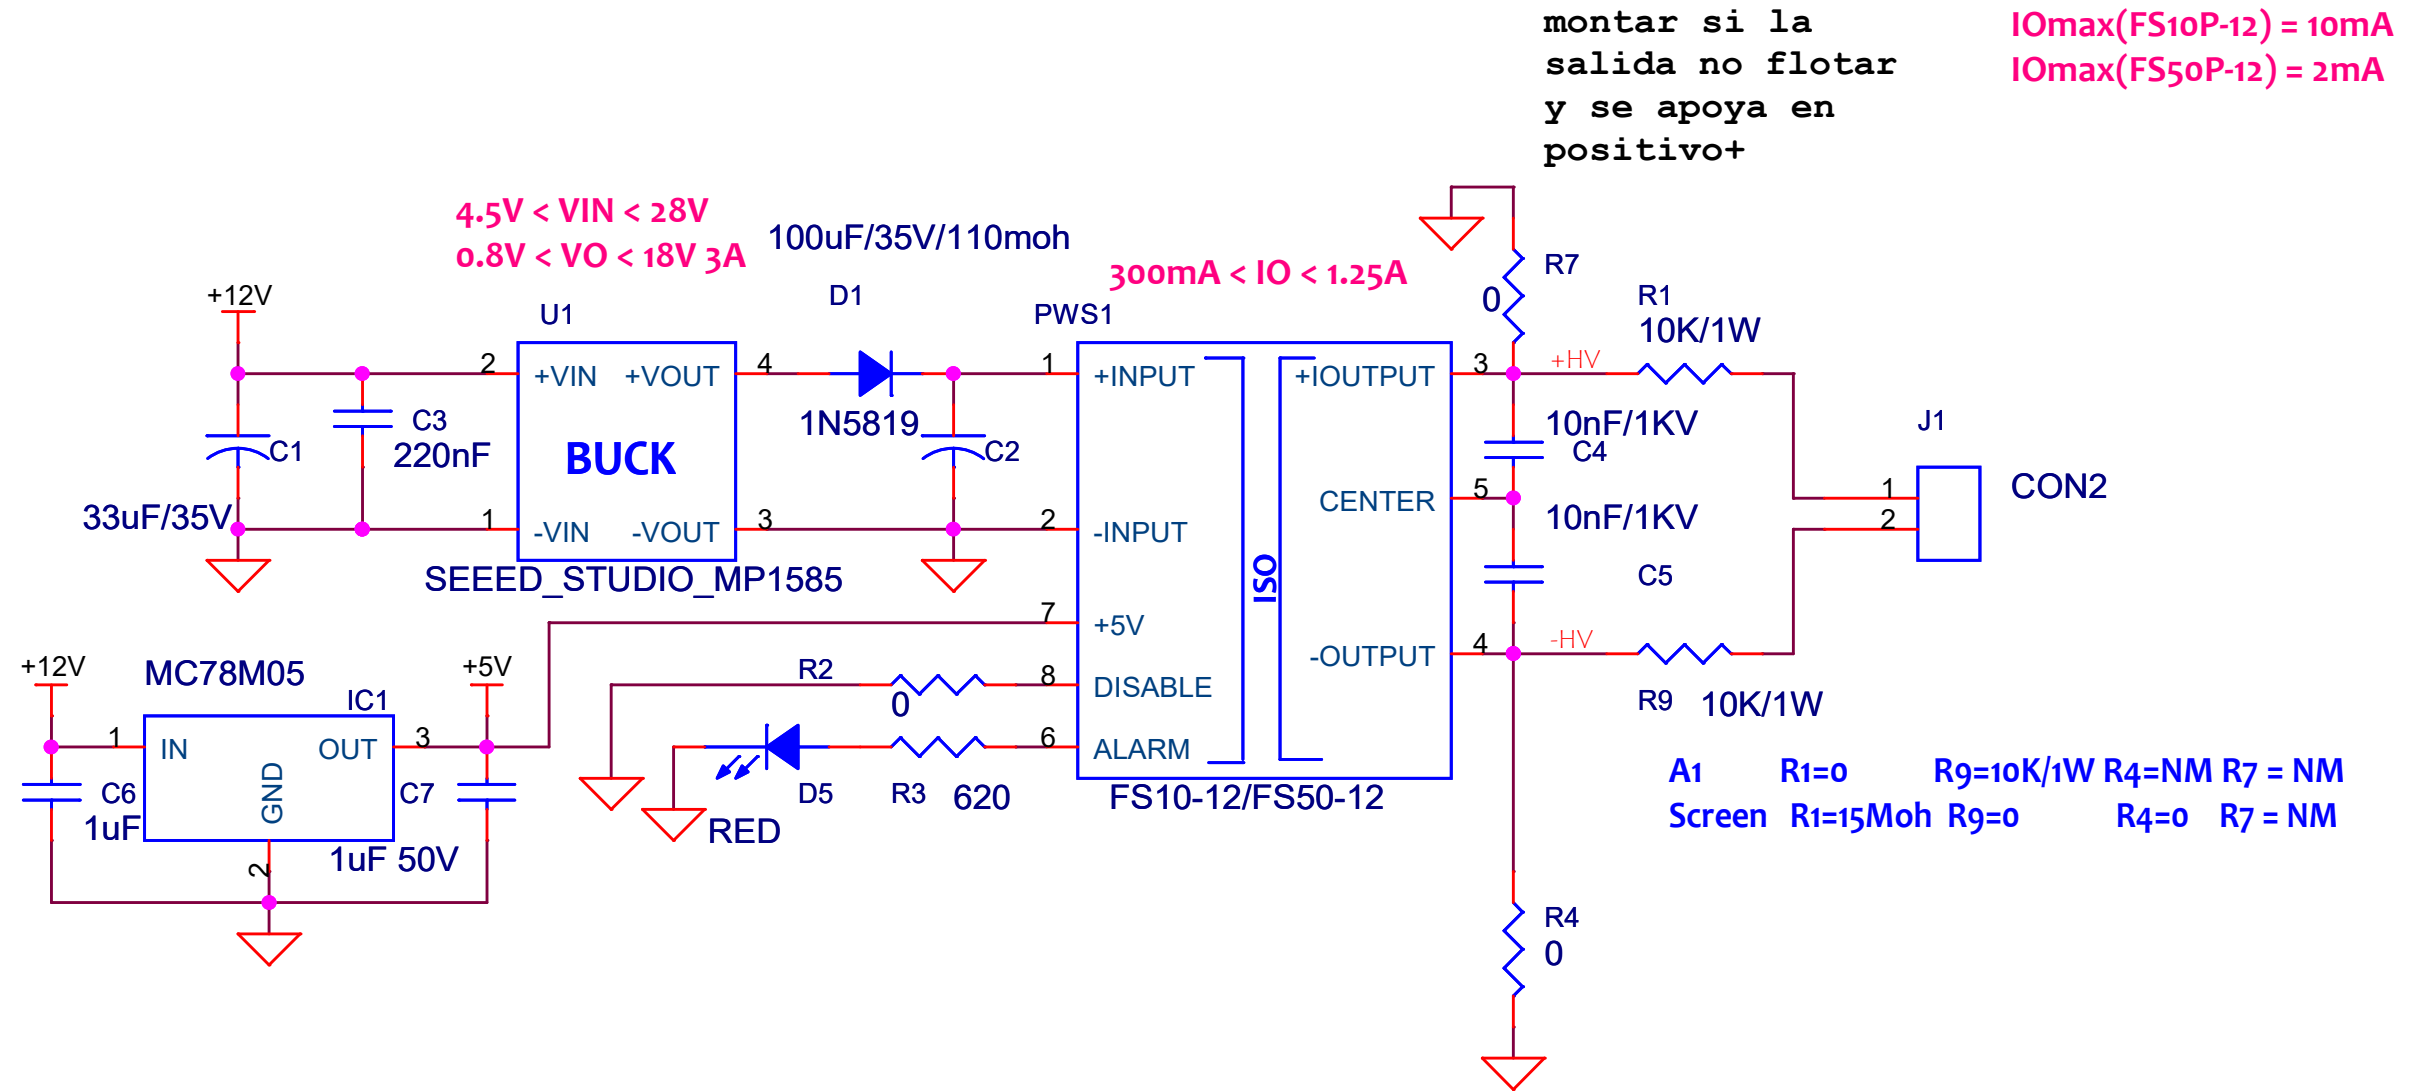 montar si la
salida no flotar
y se apoya en
positivo+
IOmax(FS10P-12) = 10mA
IOmax(FS50P-12) = 2mA
4.5V < VIN < 28V
0.8V < VO < 18V 3A
100uF/35V/110moh
300mA < IO < 1.25A
+12V
U1
D1
PWS1
R7
0
R1
10K/1W
2
+VIN
+VOUT
4
1
+INPUT
+IOUTPUT
3
+HV
C3
220nF
C1
33uF/35V
BUCK
1N5819
C2
10nF/1KV
C4
J1
CON2
1
2
CENTER
5
10nF/1KV
C5
1
-VIN
-VOUT
3
2
-INPUT
SEEED_STUDIO_MP1585
ISO
7
+5V
-OUTPUT
4
-HV
R9
10K/1W
+12V
MC78M05
+5V
IC1
1
IN
OUT
3
GND
2
C6
1uF
C7
1uF 50V
R2
0
8
DISABLE
6
ALARM
D5
RED
R3
620
FS10-12/FS50-12
A1 R1=0 R9=10K/1W R4=NM R7 = NM
Screen R1=15Moh R9=0 R4=0 R7 = NM
R4
0